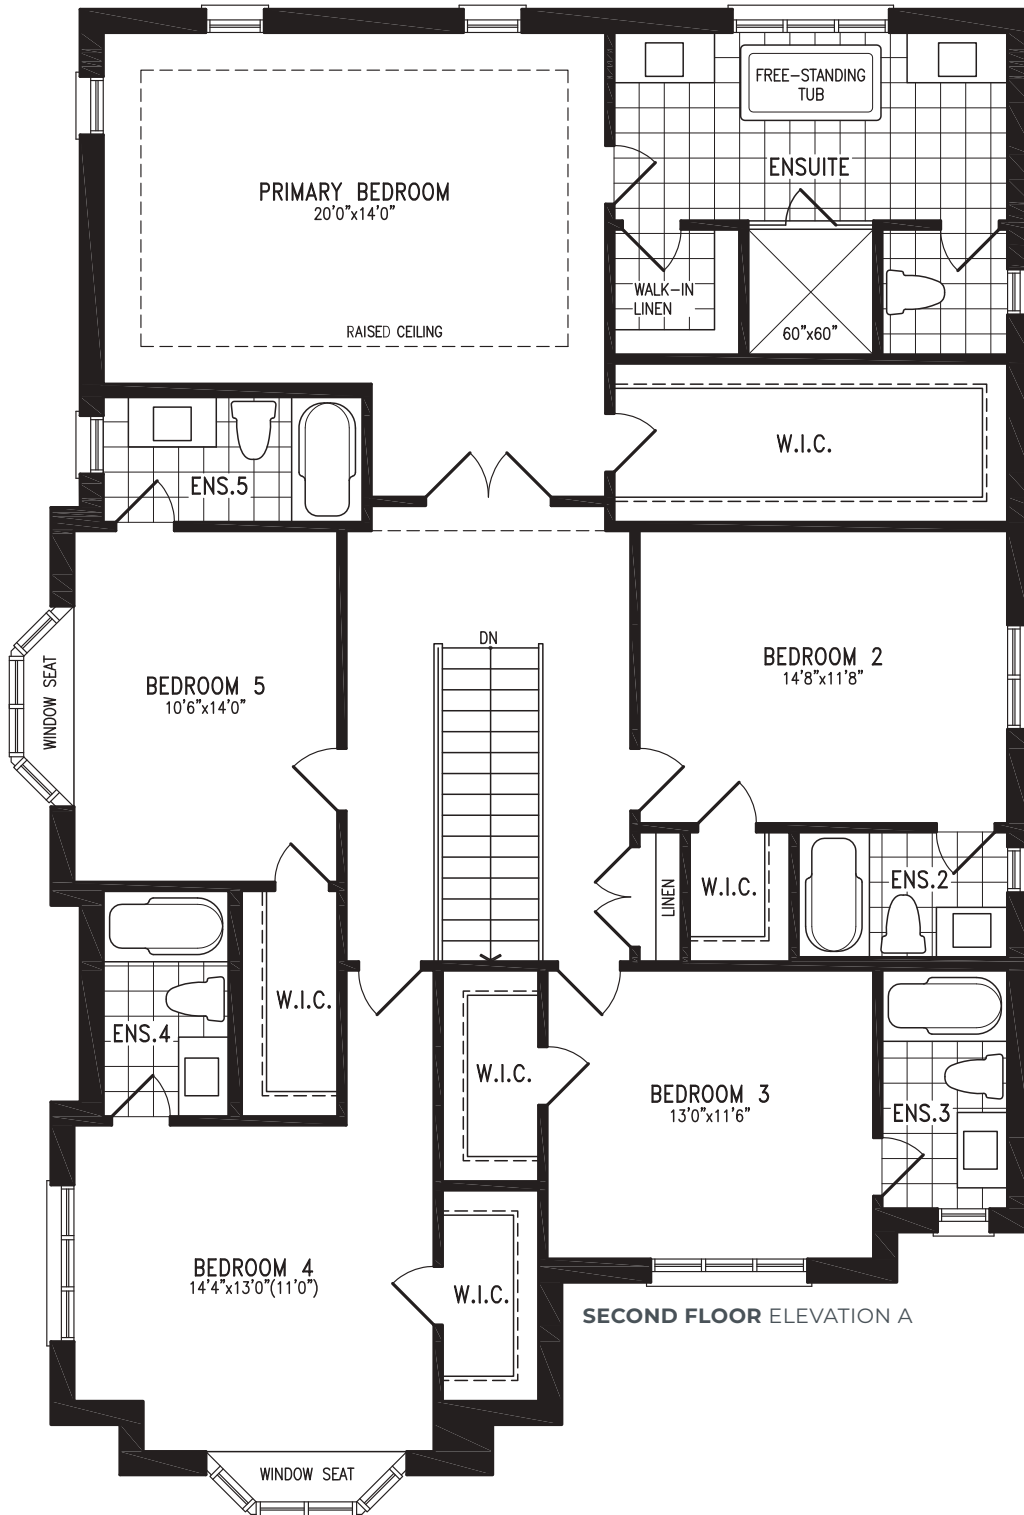 FREE-STANDING
TUB
ENSUITE
PRIMARY BEDROOM
20'0"x14'0"
WALK-IN
LINEN
60"x60"
RAISED CEILING
W.I.C.
ENS.5
DN
BEDROOM 2
14'8"x11'8"
WINDOW SEAT
BEDROOM 5
10'6"x14'0"
LINEN
W.I.C.
ENS.2
W.I.C.
ENS.4
W.I.C.
BEDROOM 3
13'0"x11'6"
ENS.3
BEDROOM 4
14'4"x13'0"(11'0")
W.I.C.
SECOND FLOOR ELEVATION A
WINDOW SEAT